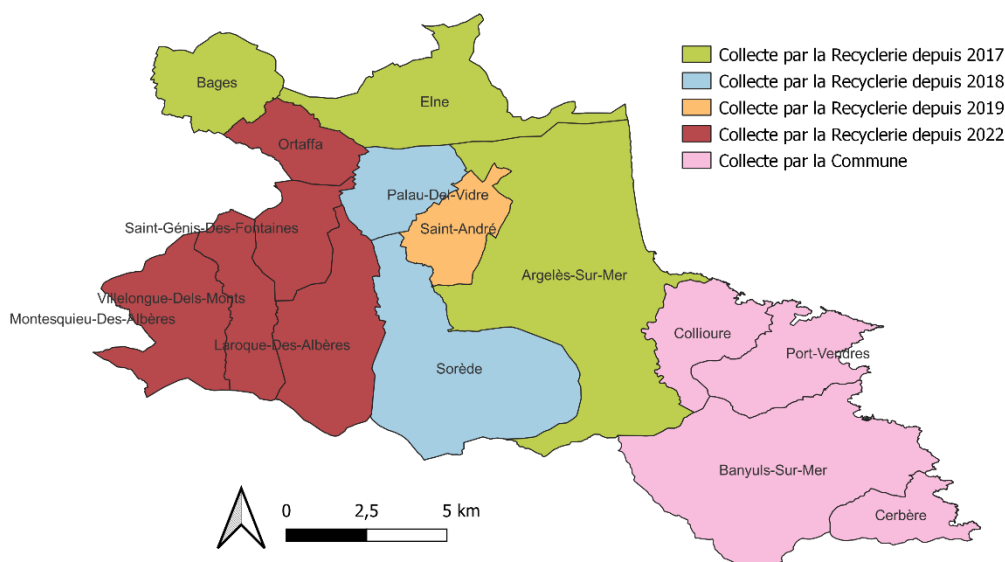 Collecte par la Recyclerie depuis 2017
Collecte par la Recyclerie depuis 2018
Collecte par la Recyclerie depuis 2019
Collecte par la Recyclerie depuis 2022
Collecte par la Commune
Bages
Elne
Ortaffa
Palau-Del-Vidre
Saint-Génis-Des-Fontaines
Saint-André
Argelès-Sur-Mer
Villelongue-Dels-Monts
Montesquieu-Des-Albères
Laroque-Des-Albères
Collioure
Port-Vendres
Sorède
Banyuls-Sur-Mer
Cerbère
0 2,5 5 km